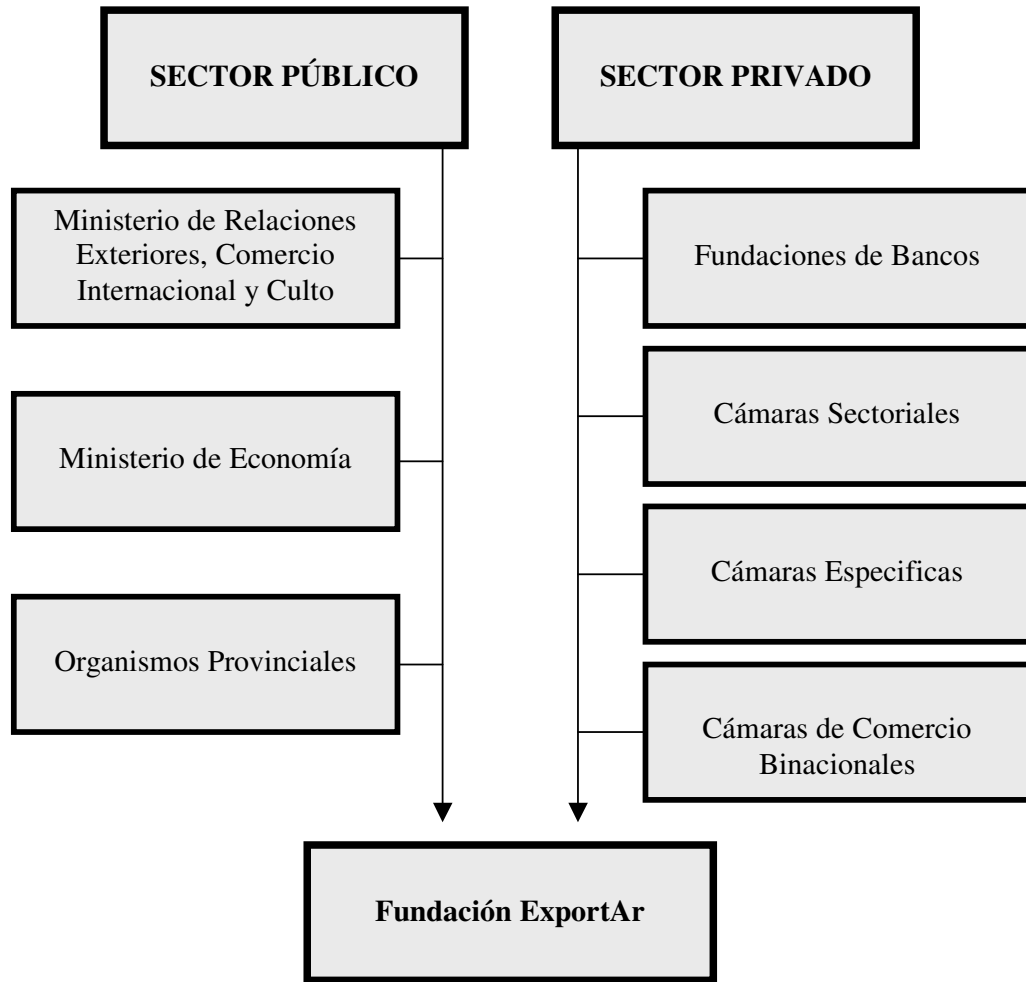 SECTOR PÚBLICO
SECTOR PRIVADO
Ministerio de Relaciones
Exteriores, Comercio
Internacional y Culto
Fundaciones de Bancos
Cámaras Sectoriales
Ministerio de Economía
Cámaras Especificas
Organismos Provinciales
Cámaras de Comercio
Binacionales
Fundación ExportAr